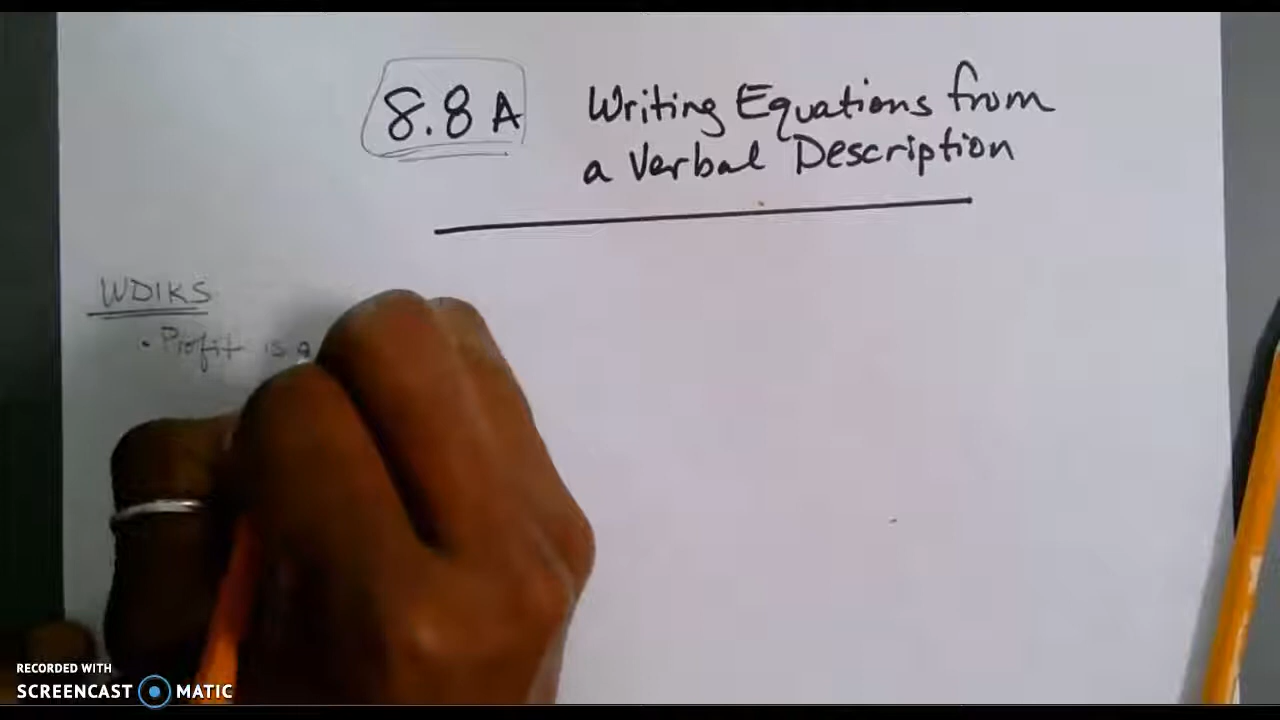 8.8 A Writing Equations from
a Verbal Description
WDIKS
• Profit is a
RECORDED WITH
SCREENCAST MATIC